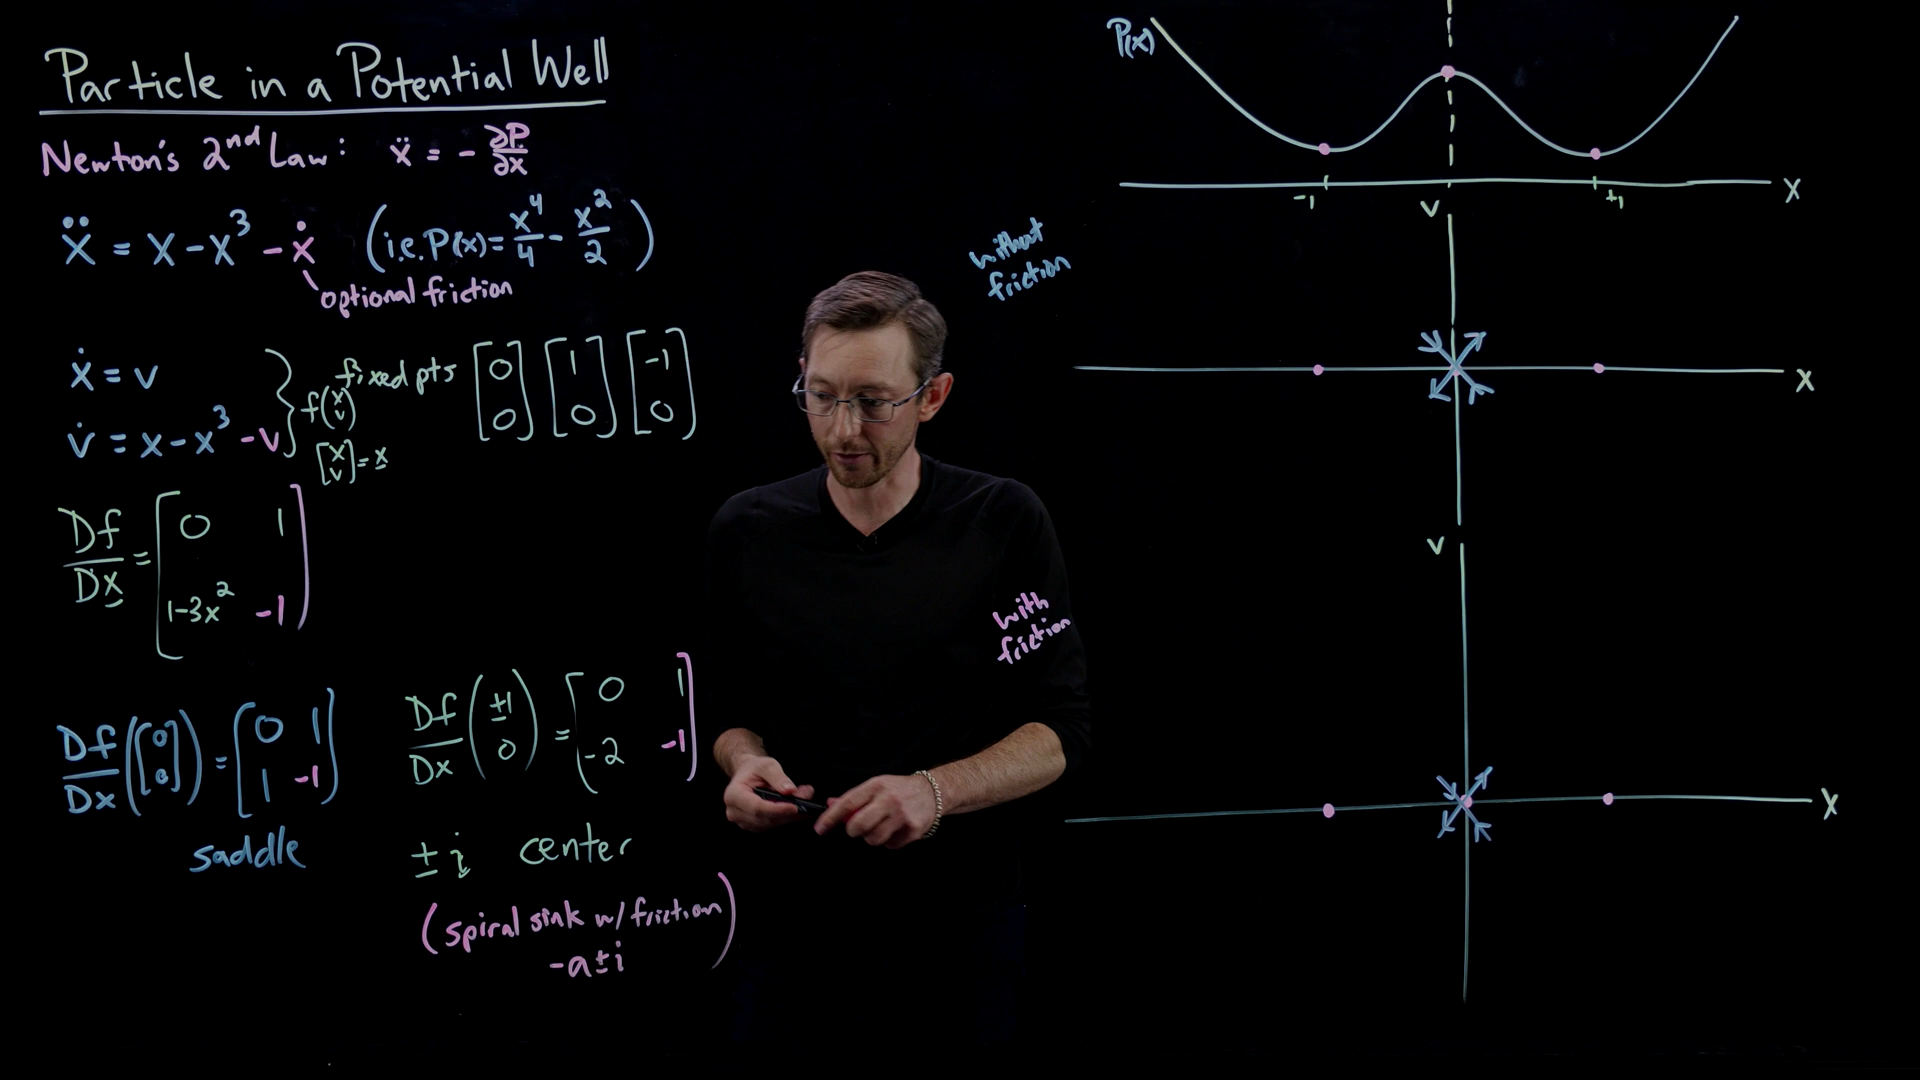 Particle in a Potential Well
Newton's 2nd Law: ẍ = - ∂P/∂x
ẍ = x - x³ - ẋ (i.e. P(x) = x⁴/4 - x²/2)
optional friction
ẋ = v
v̇ = x - x³ - v
f(x v)
[x v] = x
fixed pts [0 0] [1 0] [-1 0]
Df/Dx = [0 1
1-3x² -1]
Df/Dx ([0 0]) = [0 1
1 -1]
saddle
Df/Dx (±1 0) = [0 1
-2 -1]
± i center
(spiral sink w/ friction)
-a ± i
P(x)
-1 +1 x
without
friction
v
x
with
friction
v
x